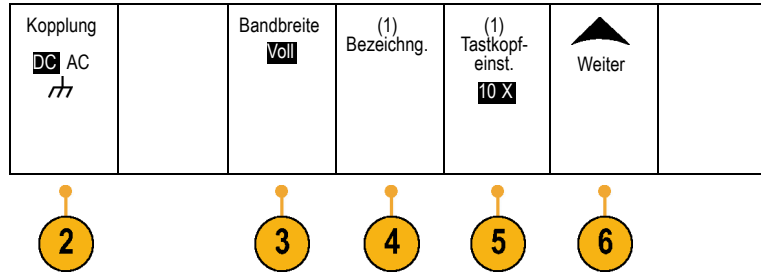 Kopplung
DC AC
Bandbreite
Voll
(1)
Bezeichng.
(1)
Tastkopf-
einst.
10 X
Weiter
2
3
4
5
6